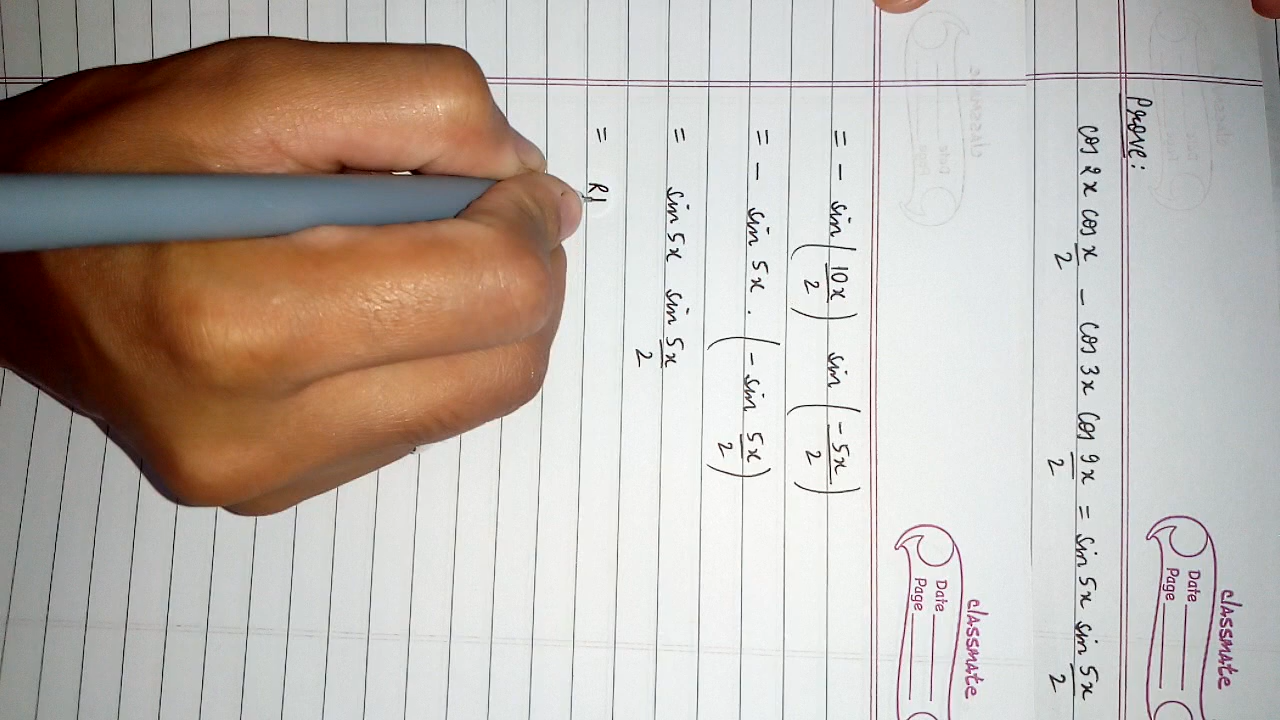 classmate
Date
Page
Prove:
cos 2x cos x/2 - cos 3x cos 9x/2 = sin 5x sin 5x/2
classmate
Date
Page
= - sin (10x/2) sin (-5x/2)
= - sin 5x . (- sin 5x/2)
= sin 5x sin 5x/2
= R